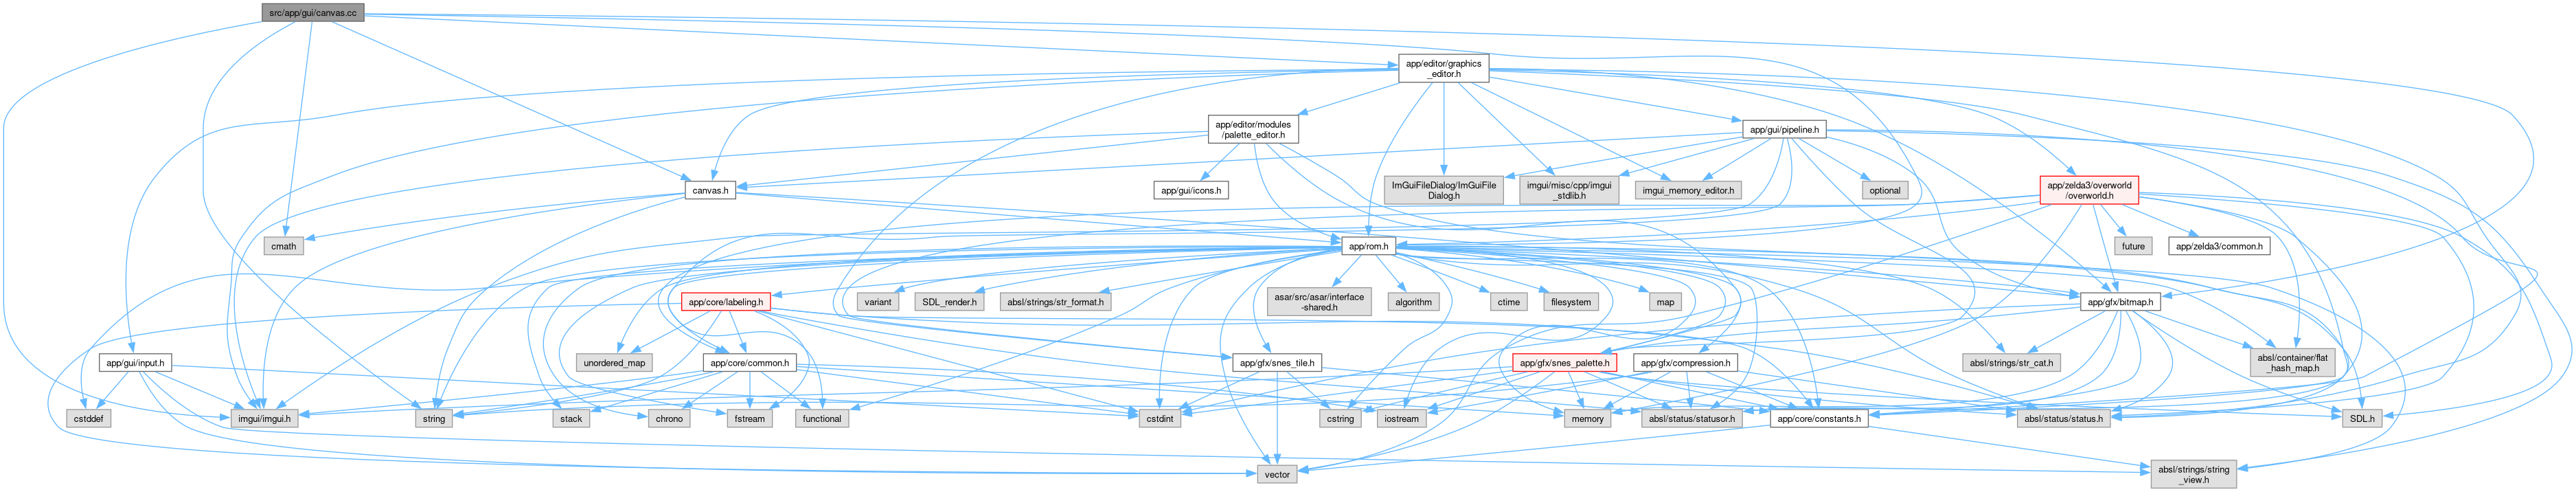 src/app/gui/canvas.cc
app/editor/graphics
_editor.h
app/editor/modules
/palette_editor.h
app/gui/pipeline.h
canvas.h
app/gui/icons.h
ImGuiFileDialog/ImGuiFile
Dialog.h
imgui/misc/cpp/imgui
_stdlib.h
imgui_memory_editor.h
optional
app/zelda3/overworld
/overworld.h
cmath
app/rom.h
future
app/zelda3/common.h
app/core/labeling.h
variant
SDL_render.h
absl/strings/str_format.h
asar/src/asar/interface
-shared.h
algorithm
ctime
filesystem
map
app/gfx/bitmap.h
app/gui/input.h
unordered_map
app/core/common.h
app/gfx/snes_tile.h
app/gfx/snes_palette.h
app/gfx/compression.h
absl/strings/str_cat.h
absl/container/flat
_hash_map.h
cstddef
imgui/imgui.h
string
stack
chrono
fstream
functional
cstdint
cstring
iostream
memory
absl/status/statusor.h
app/core/constants.h
absl/status/status.h
SDL.h
vector
absl/strings/string
_view.h